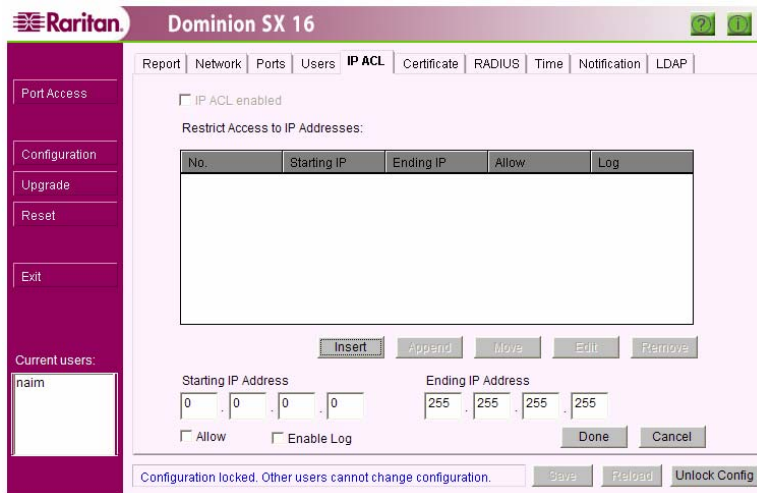 Raritan.
Dominion SX 16
? i
Report Network Ports Users IP ACL Certificate RADIUS Time Notification LDAP
Port Access
Configuration
Upgrade
Reset
Exit
Current users:
naim
IP ACL enabled
Restrict Access to IP Addresses:
No. Starting IP Ending IP Allow Log
Insert Append Move Edit Remove
Starting IP Address Ending IP Address
0 . 0 . 0 . 0 255 . 255 . 255 . 255
Allow Enable Log Done Cancel
Configuration locked. Other users cannot change configuration. Save Reload Unlock Config